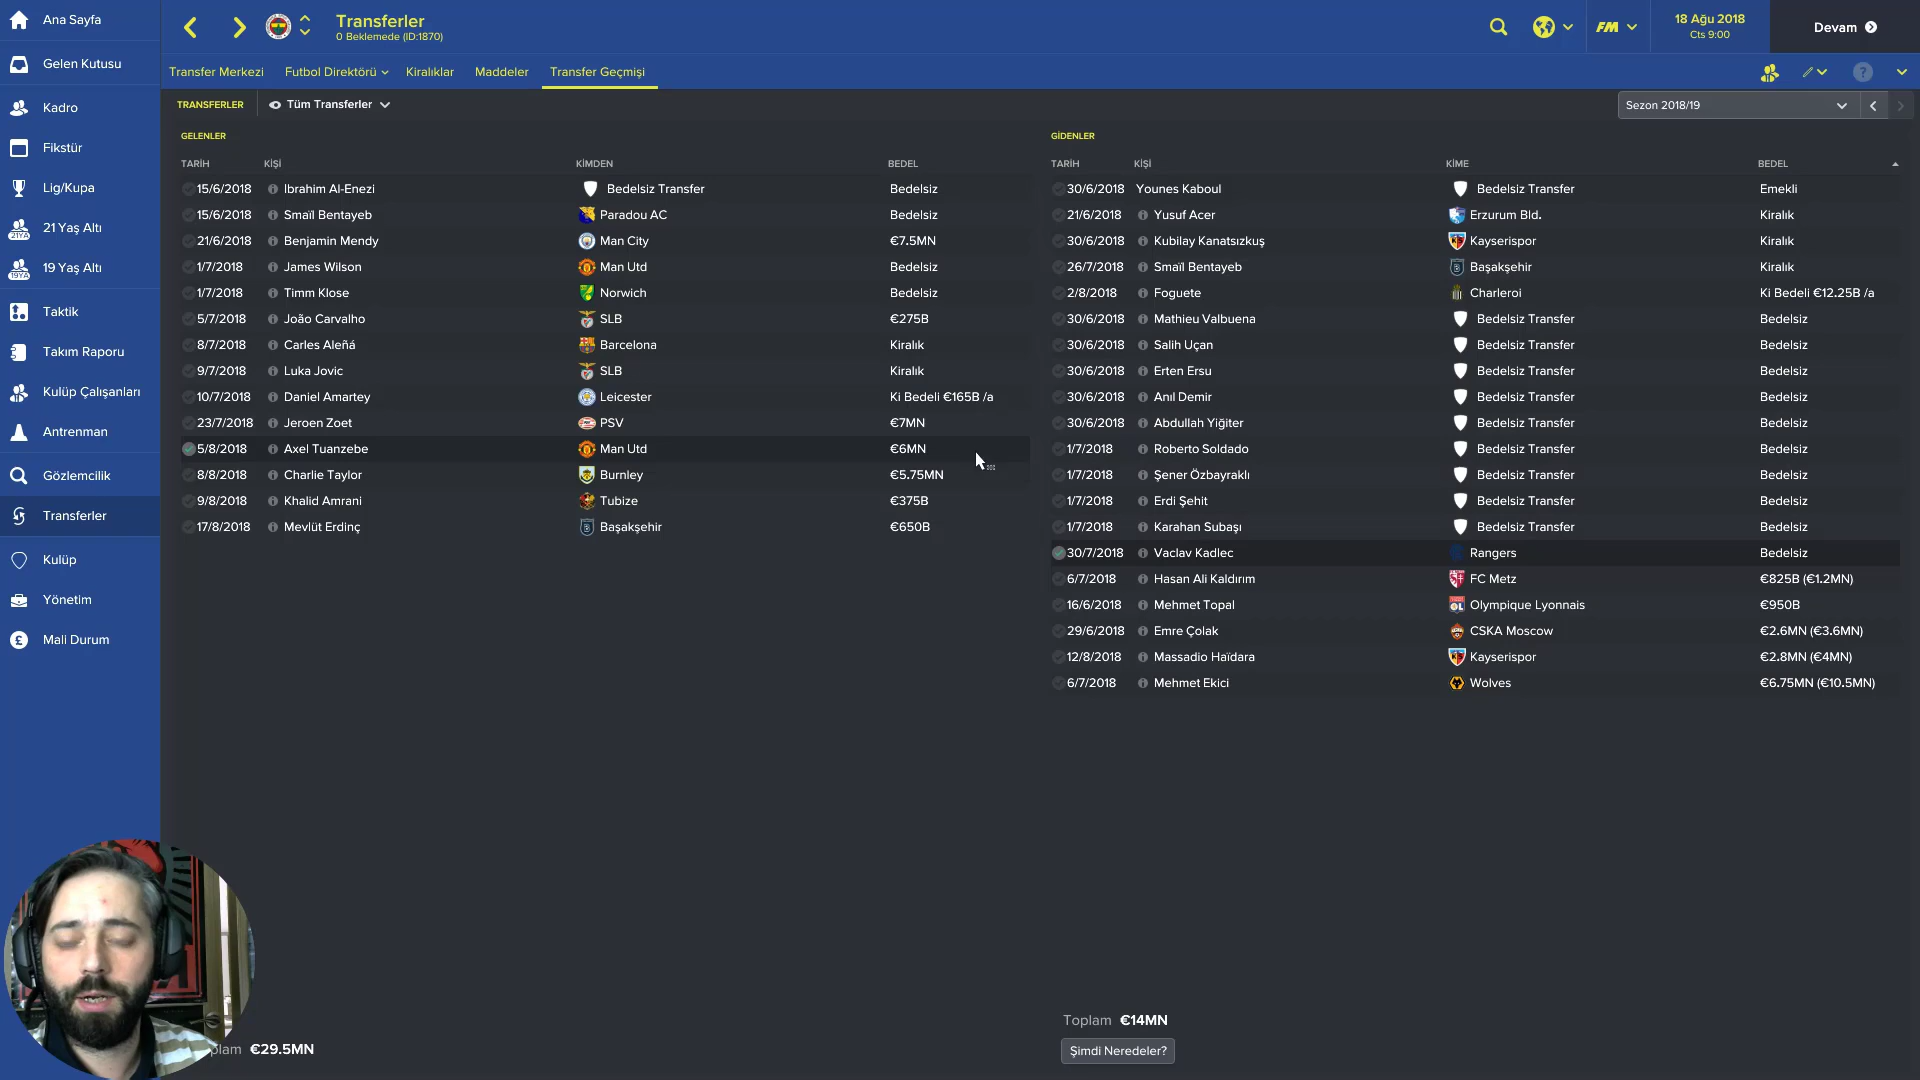 Ana Sayfa
Gelen Kutusu
Kadro
Fikstür
Lig/Kupa
21 Yaş Altı
19 Yaş Altı
Taktik
Takım Raporu
Kulüp Çalışanları
Antrenman
Gözlemcilik
Transferler
Kulüp
Yönetim
Mali Durum
Transferler
0 Beklemede (ID:1870)
FM
18 Ağu 2018
Cts 9:00
Devam
Transfer Merkezi Futbol Direktörü Kiralıklar Maddeler Transfer Geçmişi
TRANSFERLER Tüm Transferler
Sezon 2018/19
GELENLER
TARİH KİŞİ KİMDEN BEDEL
15/6/2018 Ibrahim Al-Enezi Bedelsiz Transfer Bedelsiz
15/6/2018 Smaïl Bentayeb Paradou AC Bedelsiz
21/6/2018 Benjamin Mendy Man City €7.5MN
1/7/2018 James Wilson Man Utd Bedelsiz
1/7/2018 Timm Klose Norwich Bedelsiz
5/7/2018 João Carvalho SLB €275B
8/7/2018 Carles Aleñá Barcelona Kiralık
9/7/2018 Luka Jovic SLB Kiralık
10/7/2018 Daniel Amartey Leicester Ki Bedeli €165B /a
23/7/2018 Jeroen Zoet PSV €7MN
5/8/2018 Axel Tuanzebe Man Utd €6MN
8/8/2018 Charlie Taylor Burnley €5.75MN
9/8/2018 Khalid Amrani Tubize €375B
17/8/2018 Mevlüt Erdinç Başakşehir €650B
€29.5MN
GİDENLER
TARİH KİŞİ KİME BEDEL
30/6/2018 Younes Kaboul Bedelsiz Transfer Emekli
21/6/2018 Yusuf Acer Erzurum Bld. Kiralık
30/6/2018 Kubilay Kanatsızkuş Kayserispor Kiralık
26/7/2018 Smaïl Bentayeb Başakşehir Kiralık
2/8/2018 Foguete Charleroi Ki Bedeli €12.25B /a
30/6/2018 Mathieu Valbuena Bedelsiz Transfer Bedelsiz
30/6/2018 Salih Uçan Bedelsiz Transfer Bedelsiz
30/6/2018 Erten Ersu Bedelsiz Transfer Bedelsiz
30/6/2018 Anıl Demir Bedelsiz Transfer Bedelsiz
30/6/2018 Abdullah Yiğiter Bedelsiz Transfer Bedelsiz
1/7/2018 Roberto Soldado Bedelsiz Transfer Bedelsiz
1/7/2018 Şener Özbayraklı Bedelsiz Transfer Bedelsiz
1/7/2018 Erdi Şehit Bedelsiz Transfer Bedelsiz
1/7/2018 Karahan Subaşı Bedelsiz Transfer Bedelsiz
30/7/2018 Vaclav Kadlec Rangers Bedelsiz
6/7/2018 Hasan Ali Kaldırım FC Metz €825B (€1.2MN)
16/6/2018 Mehmet Topal Olympique Lyonnais €950B
29/6/2018 Emre Çolak CSKA Moscow €2.6MN (€3.6MN)
12/8/2018 Massadio Haïdara Kayserispor €2.8MN (€4MN)
6/7/2018 Mehmet Ekici Wolves €6.75MN (€10.5MN)
Toplam €14MN
Şimdi Neredeler?